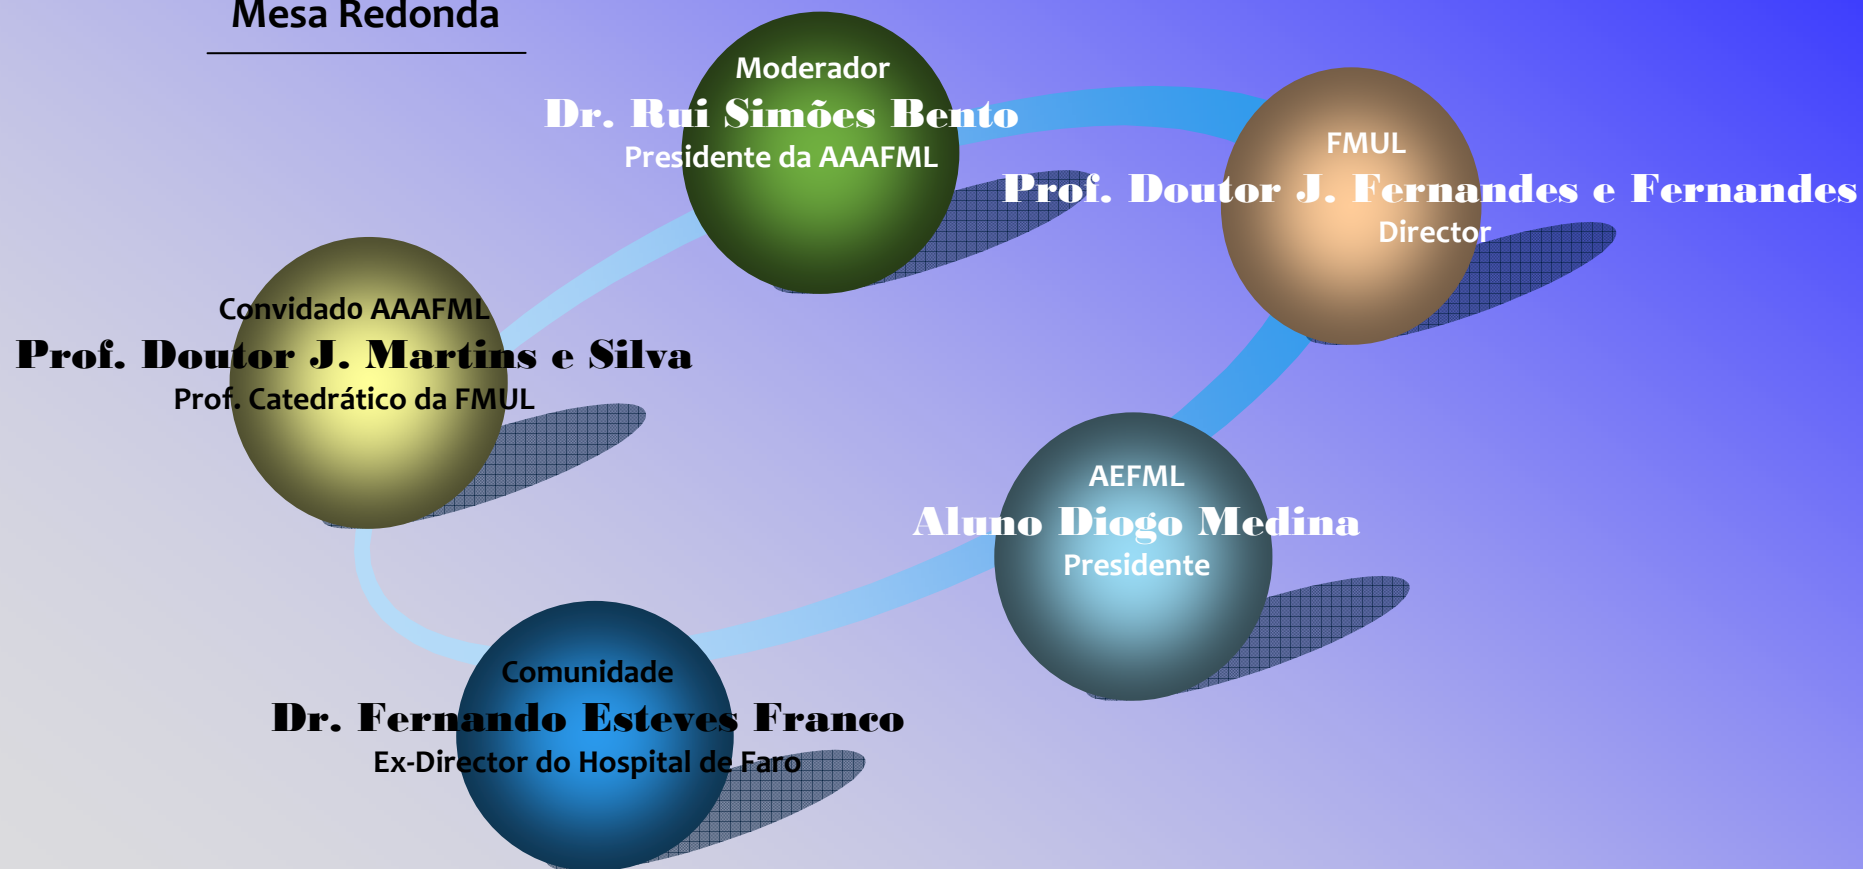 Mesa Redonda
Moderador
Dr. Rui Simões Bento
Presidente da AAAFML
FMUL
Prof. Doutor J. Fernandes e Fernandes
Director
Convidado AAAFML
Prof. Doutor J. Martins e Silva
Prof. Catedrático da FMUL
AEFML
Aluno Diogo Medina
Presidente
Comunidade
Dr. Fernando Esteves Franco
Ex-Director do Hospital de Faro